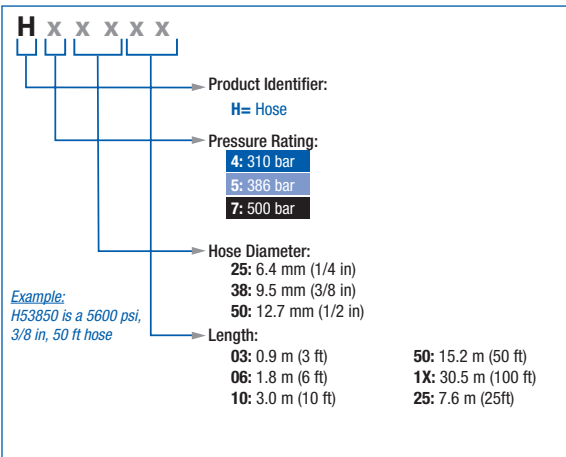 H x x x x x
Product Identifier:
H= Hose
Pressure Rating:
4: 310 bar
5: 386 bar
7: 500 bar
Hose Diameter:
25: 6.4 mm (1/4 in)
38: 9.5 mm (3/8 in)
50: 12.7 mm (1/2 in)
Example:
H53850 is a 5600 psi,
3/8 in, 50 ft hose
Length:
03: 0.9 m (3 ft)
06: 1.8 m (6 ft)
10: 3.0 m (10 ft)
50: 15.2 m (50 ft)
1X: 30.5 m (100 ft)
25: 7.6 m (25ft)